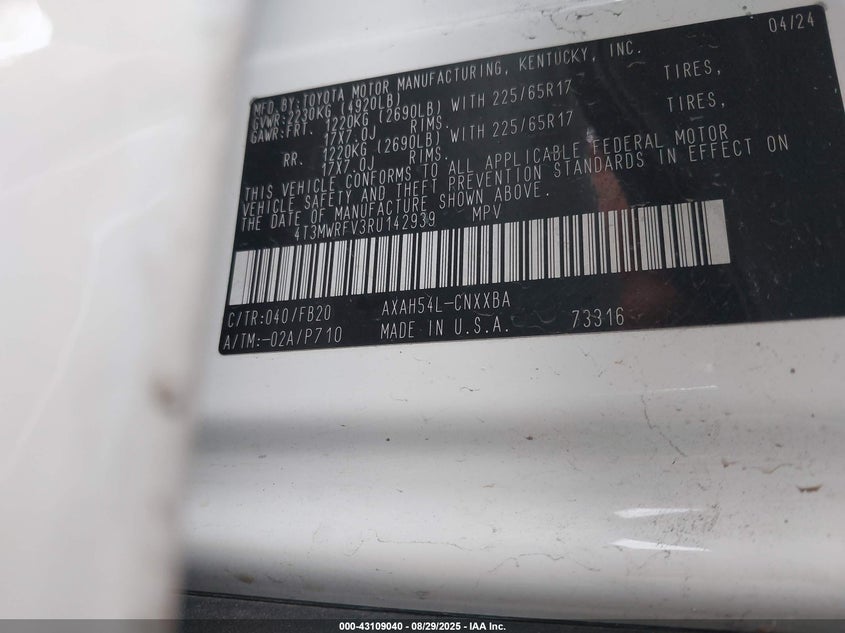 04/24
MFD.BY:TOYOTA MOTOR MANUFACTURING, KENTUCKY, INC.
GVWR:2230KG (4920LB)
GAWR:FRT. 1220KG (2690LB) WITH 225/65R17 TIRES,
17X7.0J RIMS.
RR. 1220KG (2690LB) WITH 225/65R17 TIRES,
17X7.0J RIMS.
THIS VEHICLE CONFORMS TO ALL APPLICABLE FEDERAL MOTOR
VEHICLE SAFETY AND THEFT PREVENTION STANDARDS IN EFFECT ON
THE DATE OF MANUFACTURE SHOWN ABOVE.
4T3MWRFV3RU142939 MPV
C/TR:040/FB20 AXAH54L-CNXXBA
A/TM:-02A/P710 MADE IN U.S.A. 73316
000-43109040 - 08/29/2025 - IAA Inc.